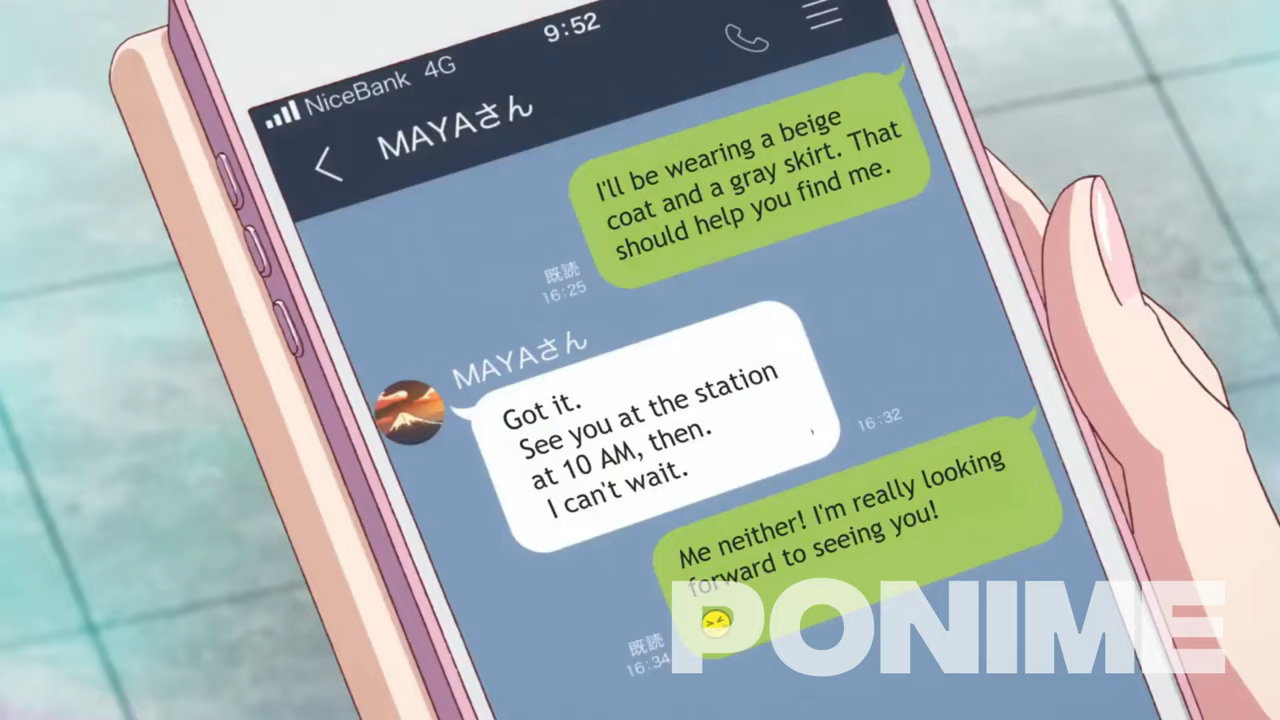 9:52
NiceBank 4G
MAYAさん
I'll be wearing a beige
coat and a gray skirt. That
should help you find me.
既読
16:25
MAYAさん
Got it.
See you at the station
at 10 AM, then.
I can't wait.
16:32
Me neither! I'm really looking
forward to seeing you!
既読
16:34
PONIME